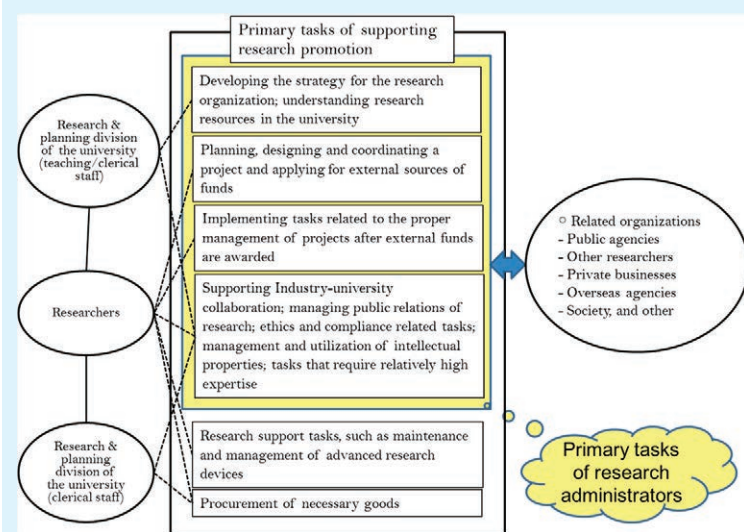 Primary tasks of supporting
research promotion
Developing the strategy for the research
organization; understanding research
resources in the university
Planning, designing and coordinating a
project and applying for external sources of
funds
Implementing tasks related to the proper
management of projects after external funds
are awarded
Supporting Industry-university
collaboration; managing public relations of
research; ethics and compliance related tasks;
management and utilization of intellectual
properties; tasks that require relatively high
expertise
Research support tasks, such as maintenance
and management of advanced research
devices
Procurement of necessary goods
Research &
planning division
of the university
(teaching/clerical
staff)
Researchers
Research &
planning
division of
the university
(clerical staff)
○ Related organizations
- Public agencies
- Other researchers
- Private businesses
- Overseas agencies
- Society, and other
Primary tasks
of research
administrators